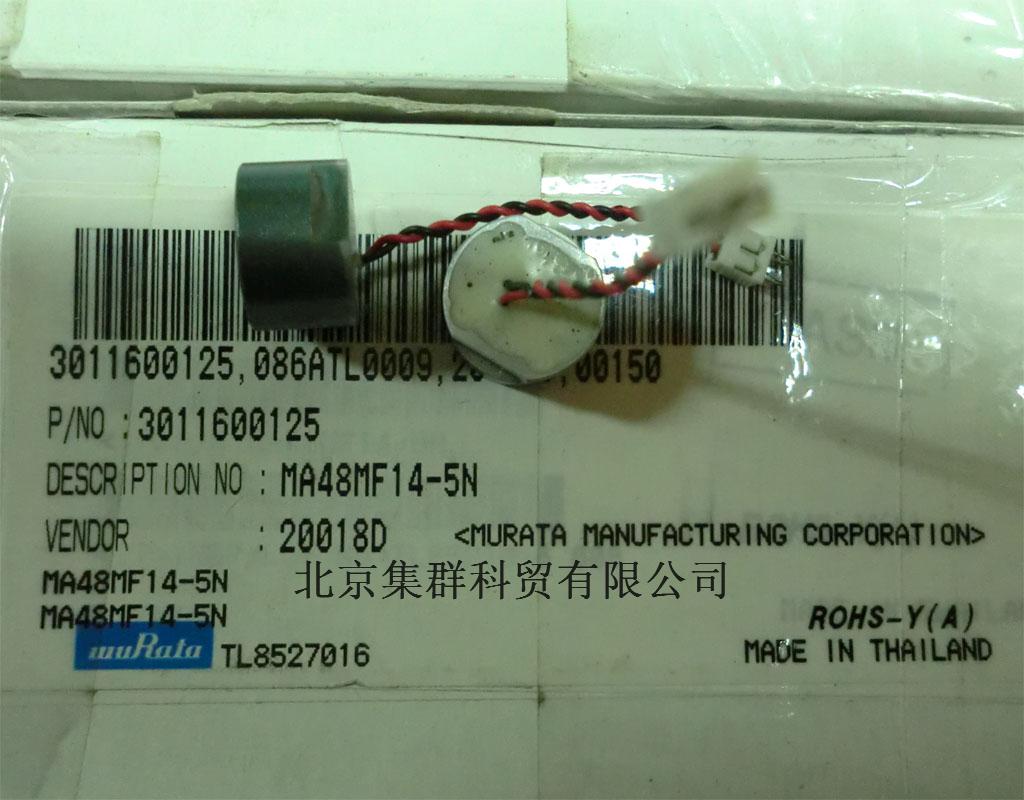 3011600125,086ATL0009,20 ,00150
P/NO : 3011600125
DESCRIPTION NO : MA48MF14-5N
VENDOR : 20018D <MURATA MANUFACTURING CORPORATION>
MA48MF14-5N
北京集群科贸有限公司
MA48MF14-5N
ROHS-Y(A)
muRata TL8527016
MADE IN THAILAND